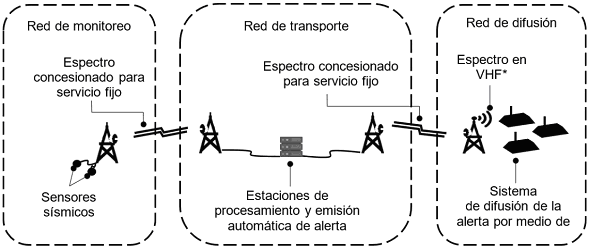 Red de monitoreo
Espectro
concesionado para
servicio fijo
Sensores
sísmicos
Red de transporte
Espectro concesionado
para servicio fijo
Estaciones de
procesamiento y emisión
automática de alerta
Red de difusión
Espectro en
VHF*
Sistema
de difusión de la
alerta por medio de